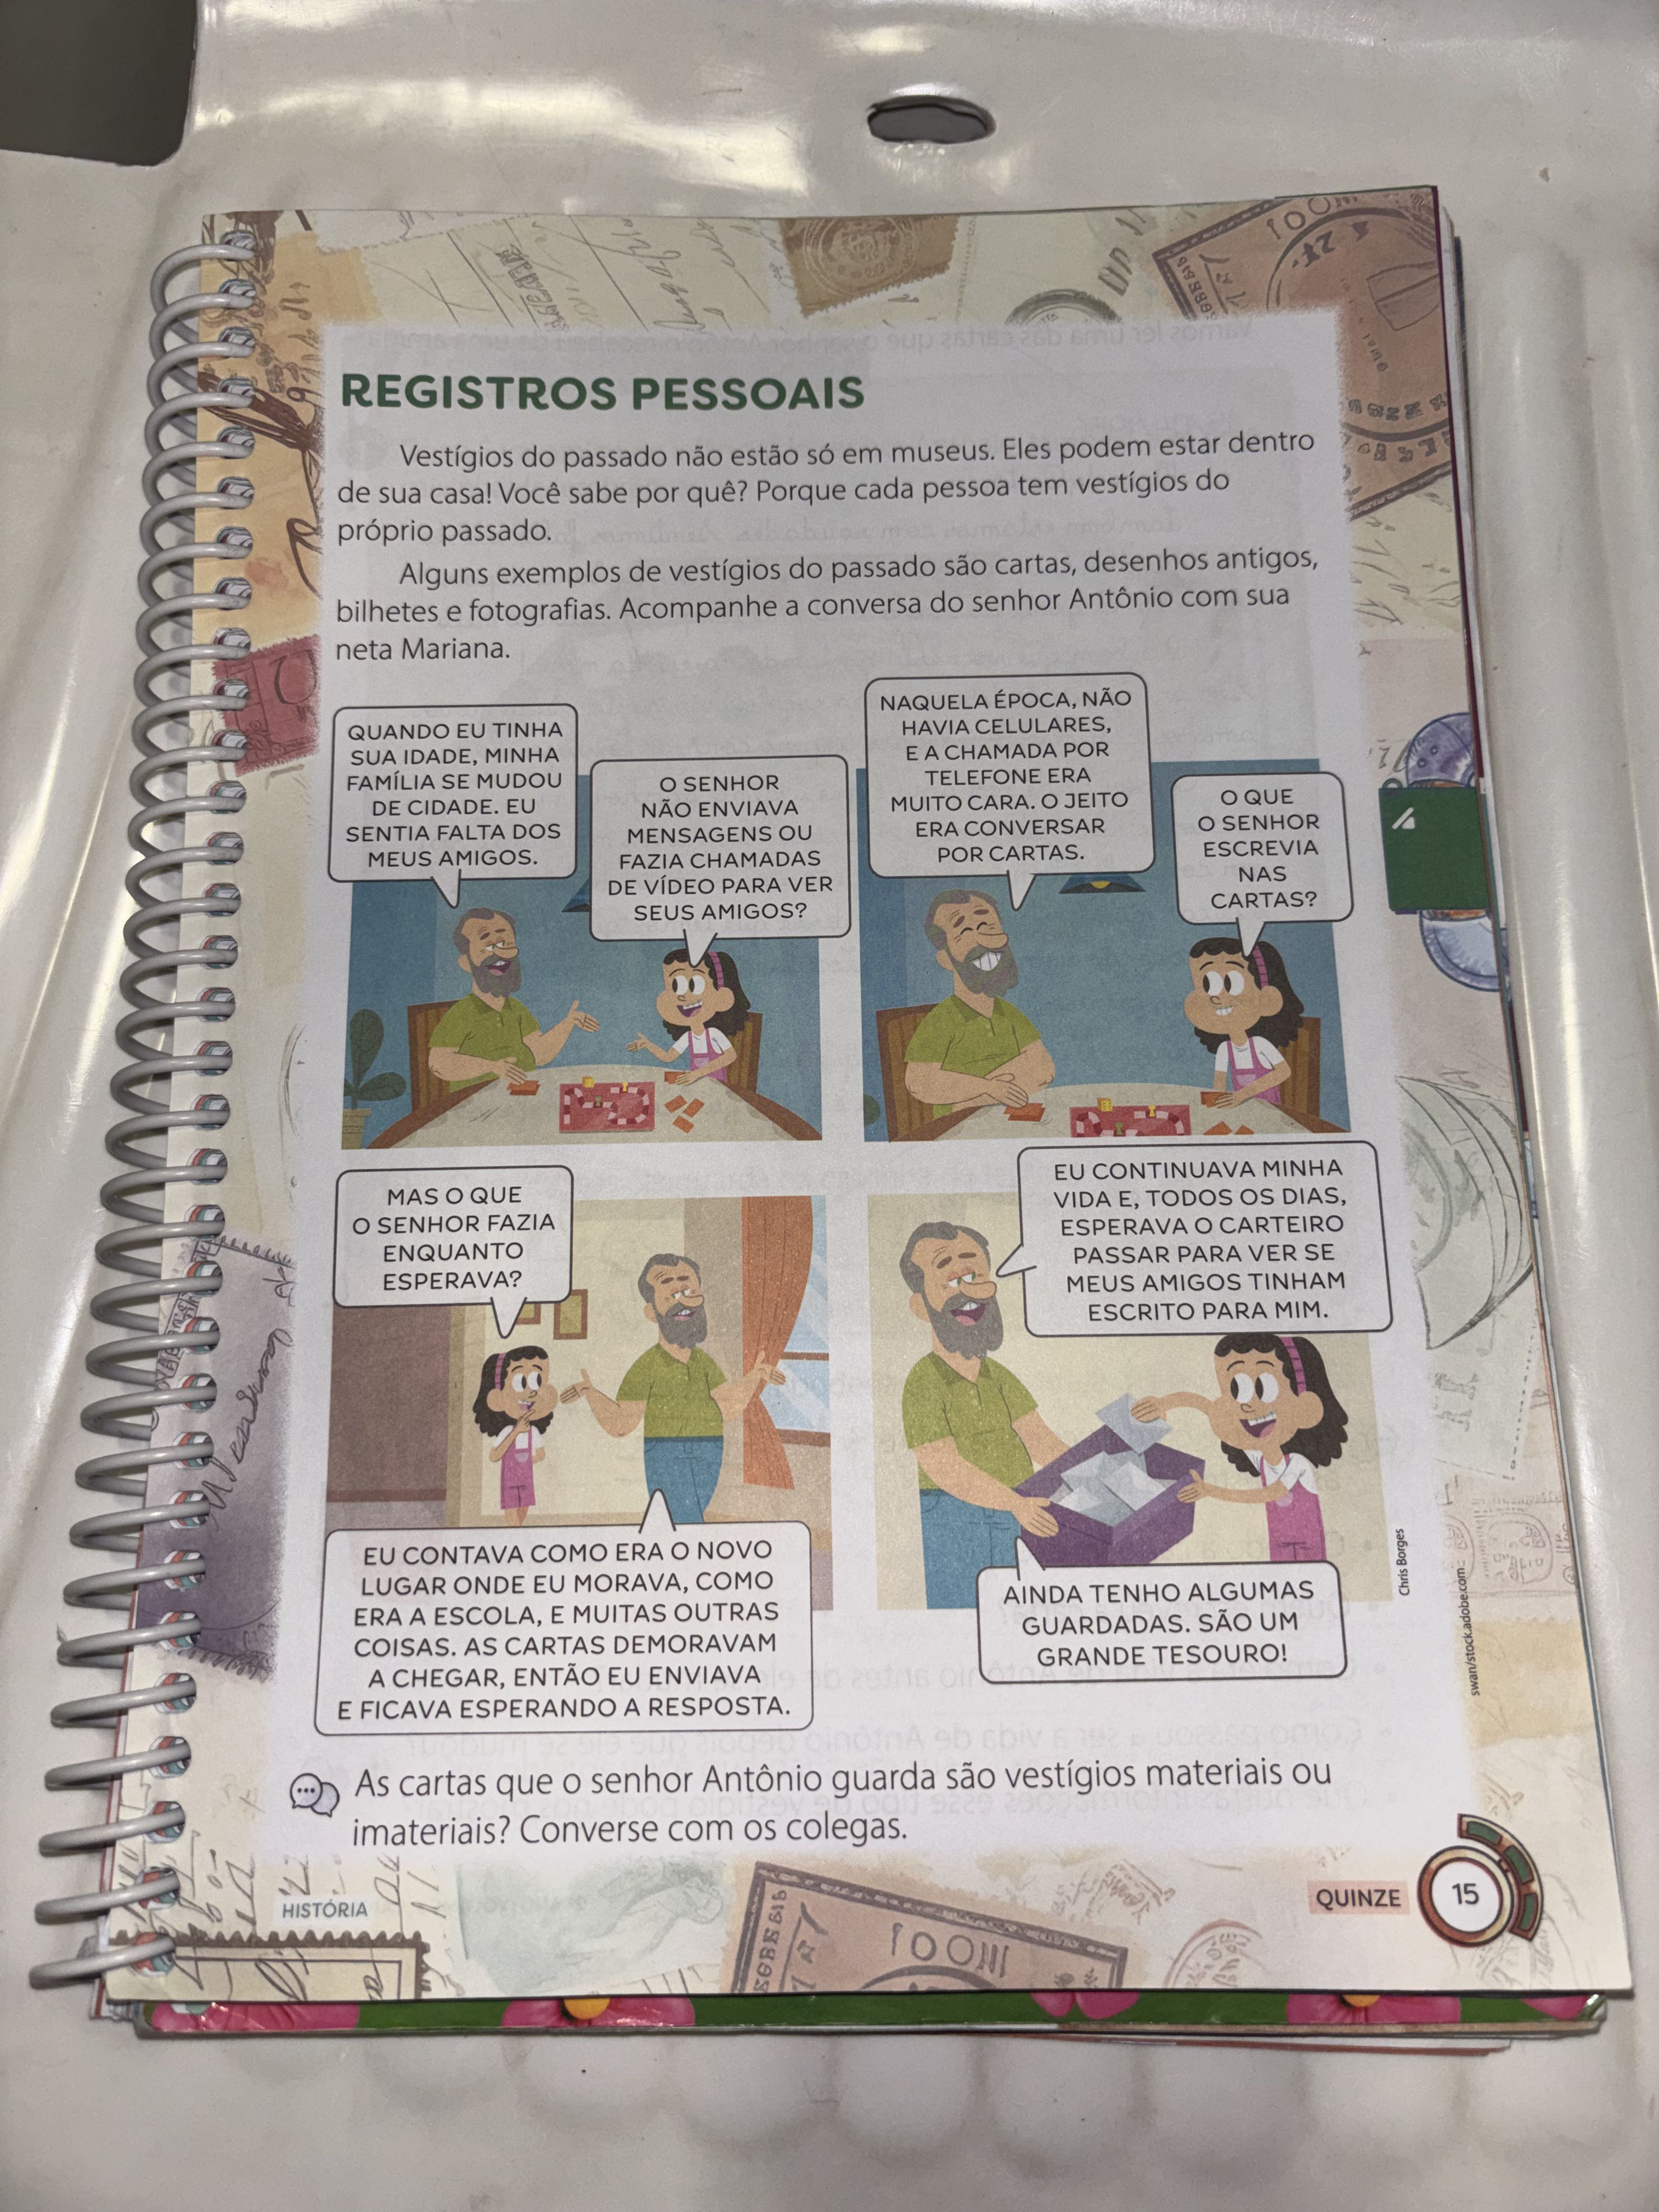 REGISTROS PESSOAIS
Vestígios do passado não estão só em museus. Eles podem estar dentro
de sua casa! Você sabe por quê? Porque cada pessoa tem vestígios do
próprio passado.
Alguns exemplos de vestígios do passado são cartas, desenhos antigos,
bilhetes e fotografias. Acompanhe a conversa do senhor Antônio com sua
neta Mariana.
QUANDO EU TINHA
SUA IDADE, MINHA
FAMÍLIA SE MUDOU
DE CIDADE. EU
SENTIA FALTA DOS
MEUS AMIGOS.
O SENHOR
NÃO ENVIAVA
MENSAGENS OU
FAZIA CHAMADAS
DE VÍDEO PARA VER
SEUS AMIGOS?
NAQUELA ÉPOCA, NÃO
HAVIA CELULARES,
E A CHAMADA POR
TELEFONE ERA
MUITO CARA. O JEITO
ERA CONVERSAR
POR CARTAS.
O QUE
O SENHOR
ESCREVIA
NAS
CARTAS?
MAS O QUE
O SENHOR FAZIA
ENQUANTO
ESPERAVA?
EU CONTAVA COMO ERA O NOVO
LUGAR ONDE EU MORAVA, COMO
ERA A ESCOLA, E MUITAS OUTRAS
COISAS. AS CARTAS DEMORAVAM
A CHEGAR, ENTÃO EU ENVIAVA
E FICAVA ESPERANDO A RESPOSTA.
EU CONTINUAVA MINHA
VIDA E, TODOS OS DIAS,
ESPERAVA O CARTEIRO
PASSAR PARA VER SE
MEUS AMIGOS TINHAM
ESCRITO PARA MIM.
AINDA TENHO ALGUMAS
GUARDADAS. SÃO UM
GRANDE TESOURO!
Chris Borges
swan/stock.adobe.com
As cartas que o senhor Antônio guarda são vestígios materiais ou
imateriais? Converse com os colegas.
HISTÓRIA
QUINZE
15